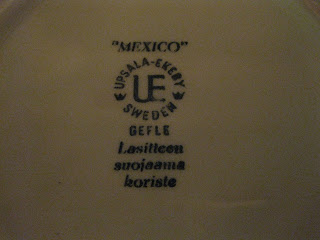 "MEXICO"
UPSALA-EKEBY
UE
SWEDEN
GEFLE
Lasitteen
suojaama
koriste